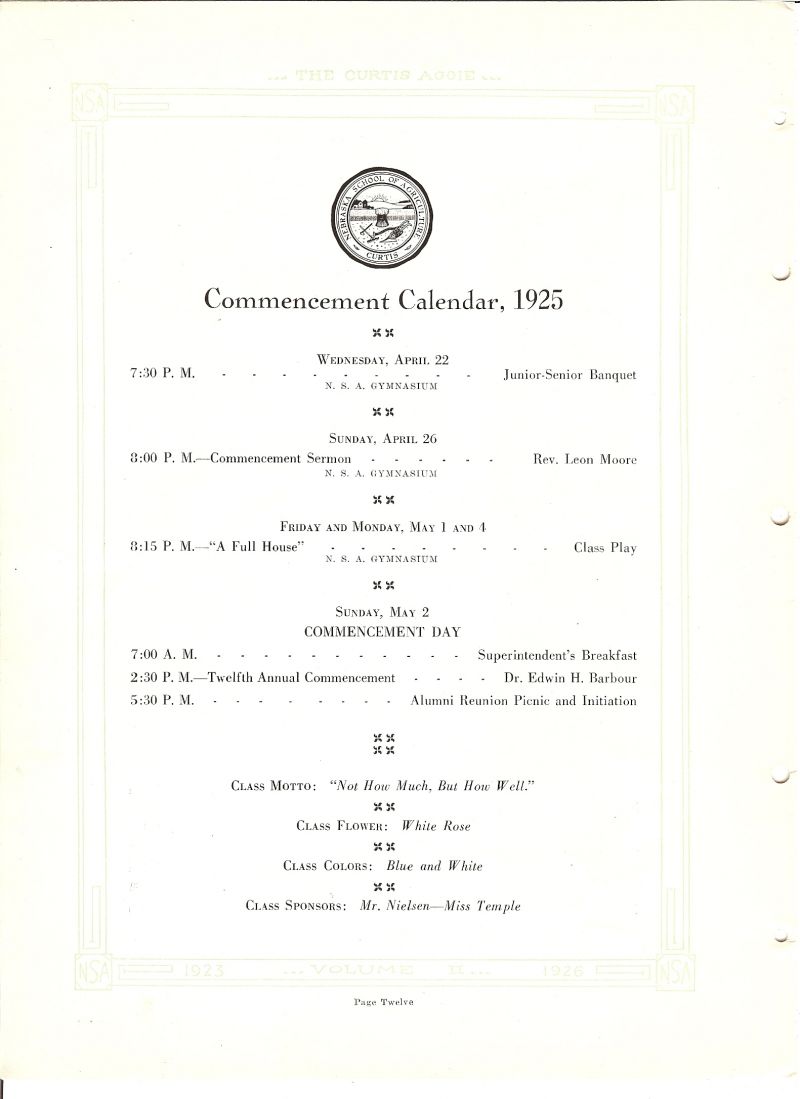 ... THE CURTIS AGGIE ...
NSA
NSA
NEBRASKA SCHOOL OF AGRICULTURE
CURTIS
Commencement Calendar, 1925
WEDNESDAY, APRIL 22
7:30 P. M. - - - - - - - - - Junior-Senior Banquet
N. S. A. GYMNASIUM
SUNDAY, APRIL 26
8:00 P. M.—Commencement Sermon - - - - - Rev. Leon Moore
N. S. A. GYMNASIUM
FRIDAY AND MONDAY, MAY 1 AND 4
8:15 P. M.—"A Full House" - - - - - - - - Class Play
N. S. A. GYMNASIUM
SUNDAY, MAY 2
COMMENCEMENT DAY
7:00 A. M. - - - - - - - - - - - Superintendent's Breakfast
2:30 P. M.—Twelfth Annual Commencement - - - - Dr. Edwin H. Barbour
5:30 P. M. - - - - - - - - Alumni Reunion Picnic and Initiation
CLASS MOTTO: "Not How Much, But How Well."
CLASS FLOWER: White Rose
CLASS COLORS: Blue and White
CLASS SPONSORS: Mr. Nielsen—Miss Temple
NSA 1923 ... VOLUME II ... 1926 NSA
Page Twelve